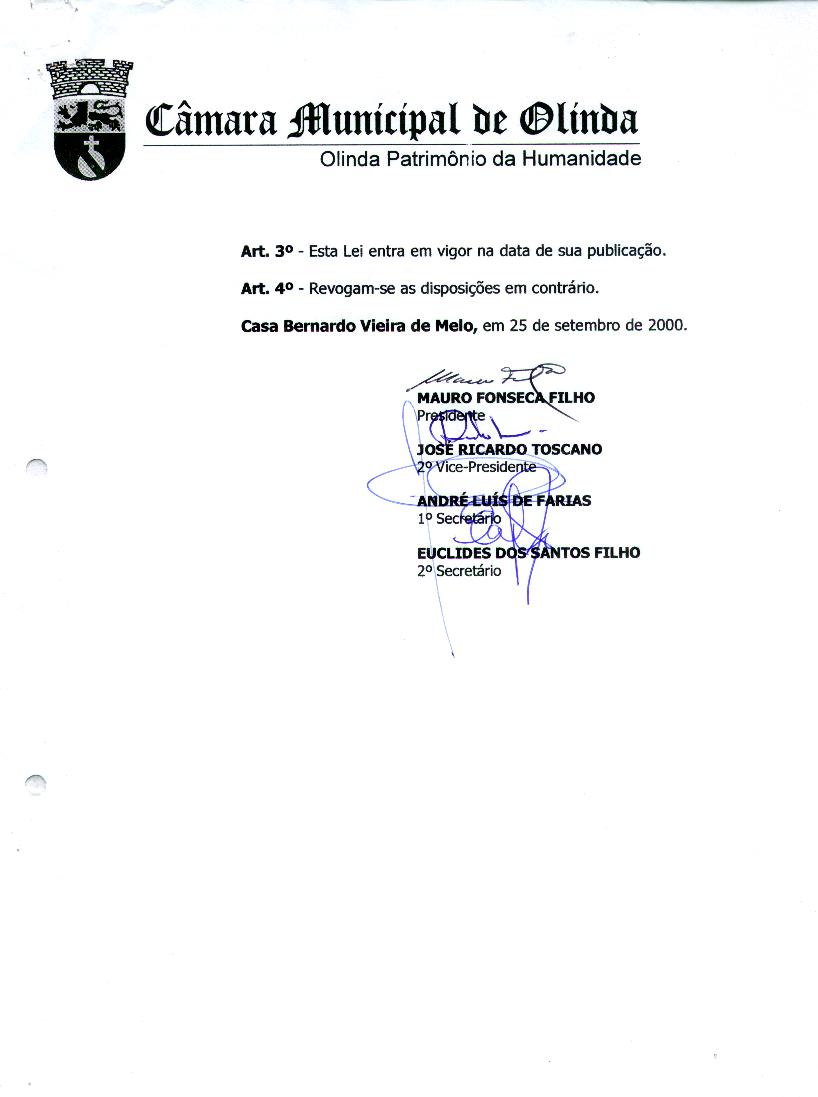 Câmara Municipal de Olinda
Olinda Patrimônio da Humanidade
Art. 3º - Esta Lei entra em vigor na data de sua publicação.
Art. 4º - Revogam-se as disposições em contrário.
Casa Bernardo Vieira de Melo, em 25 de setembro de 2000.
MAURO FONSECA FILHO
Presidente
JOSÉ RICARDO TOSCANO
2º Vice-Presidente
ANDRÉ LUÍS DE FARIAS
1º Secretário
EUCLIDES DOS SANTOS FILHO
2º Secretário